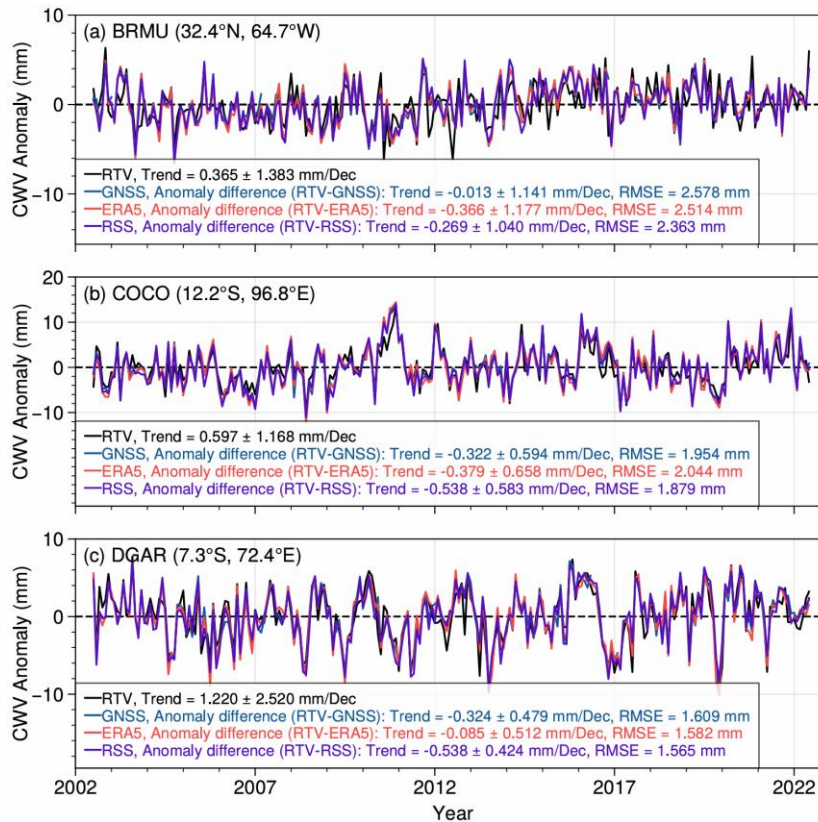 10
(a) BRMU (32.4°N, 64.7°W)
0
CWV Anomaly (mm)
-10
RTV, Trend = 0.365 ± 1.383 mm/Dec
GNSS, Anomaly difference (RTV-GNSS): Trend = -0.013 ± 1.141 mm/Dec, RMSE = 2.578 mm
ERA5, Anomaly difference (RTV-ERA5): Trend = -0.366 ± 1.177 mm/Dec, RMSE = 2.514 mm
RSS, Anomaly difference (RTV-RSS): Trend = -0.269 ± 1.040 mm/Dec, RMSE = 2.363 mm
20
(b) COCO (12.2°S, 96.8°E)
10
0
-10
CWV Anomaly (mm)
RTV, Trend = 0.597 ± 1.168 mm/Dec
GNSS, Anomaly difference (RTV-GNSS): Trend = -0.322 ± 0.594 mm/Dec, RMSE = 1.954 mm
ERA5, Anomaly difference (RTV-ERA5): Trend = -0.379 ± 0.658 mm/Dec, RMSE = 2.044 mm
RSS, Anomaly difference (RTV-RSS): Trend = -0.538 ± 0.583 mm/Dec, RMSE = 1.879 mm
10
(c) DGAR (7.3°S, 72.4°E)
0
-10
CWV Anomaly (mm)
RTV, Trend = 1.220 ± 2.520 mm/Dec
GNSS, Anomaly difference (RTV-GNSS): Trend = -0.324 ± 0.479 mm/Dec, RMSE = 1.609 mm
ERA5, Anomaly difference (RTV-ERA5): Trend = -0.085 ± 0.512 mm/Dec, RMSE = 1.582 mm
RSS, Anomaly difference (RTV-RSS): Trend = -0.538 ± 0.424 mm/Dec, RMSE = 1.565 mm
2002 2007 2012 2017 2022
Year